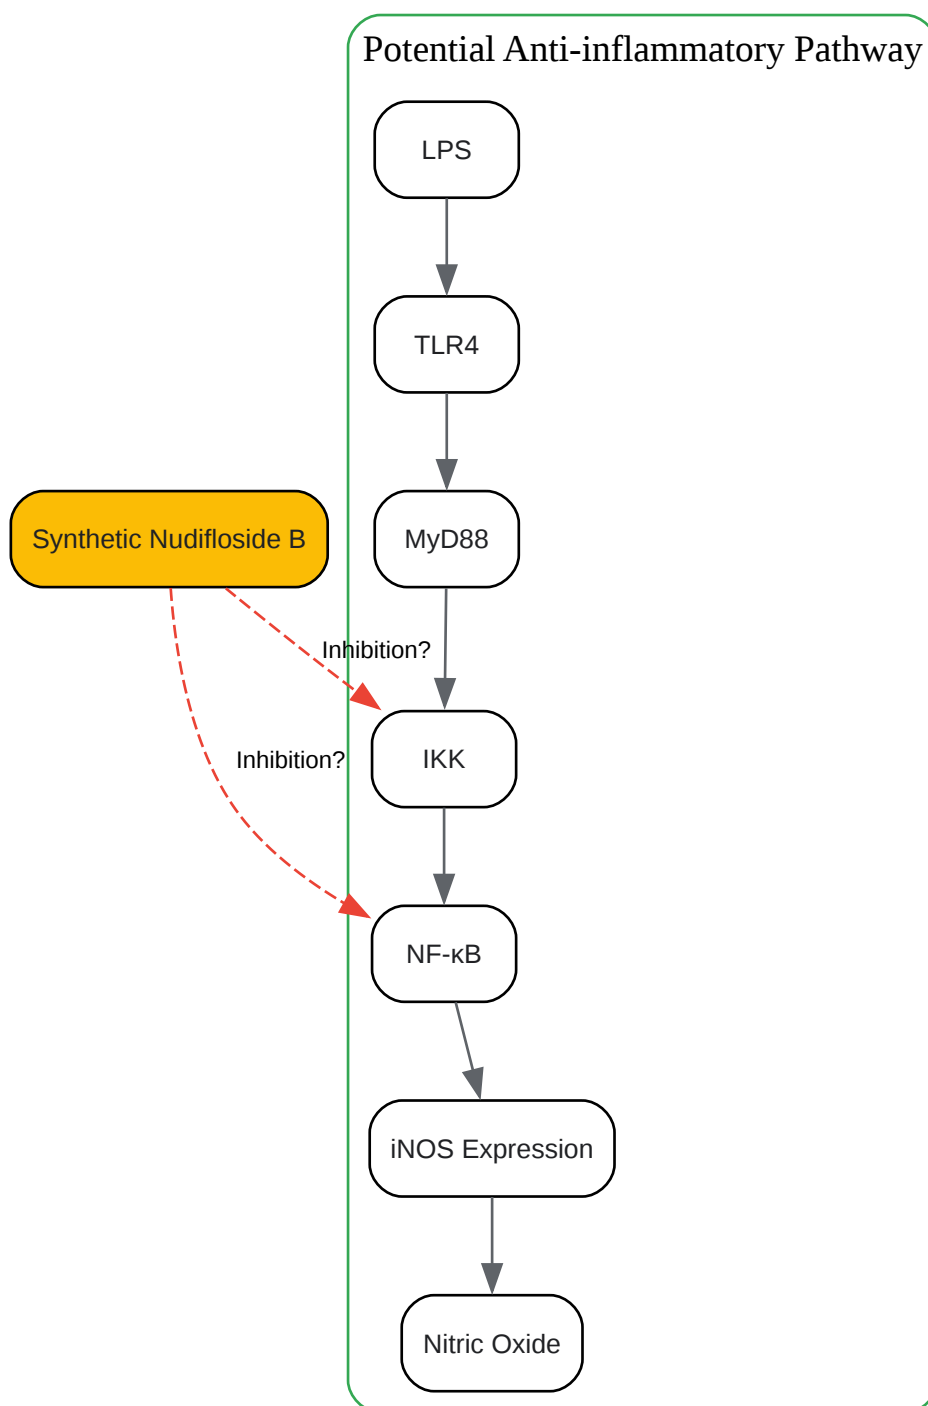 Potential Anti-inflammatory Pathway
LPS
TLR4
Synthetic Nudifloside B
MyD88
Inhibition?
IKK
Inhibition?
NF-κB
iNOS Expression
Nitric Oxide